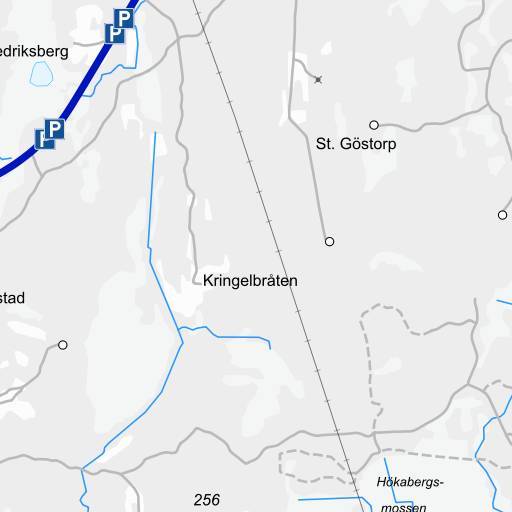 P
P
edriksberg
P
P
St. Göstorp
Kringelbråten
stad
Hökabergs-
mossen
256